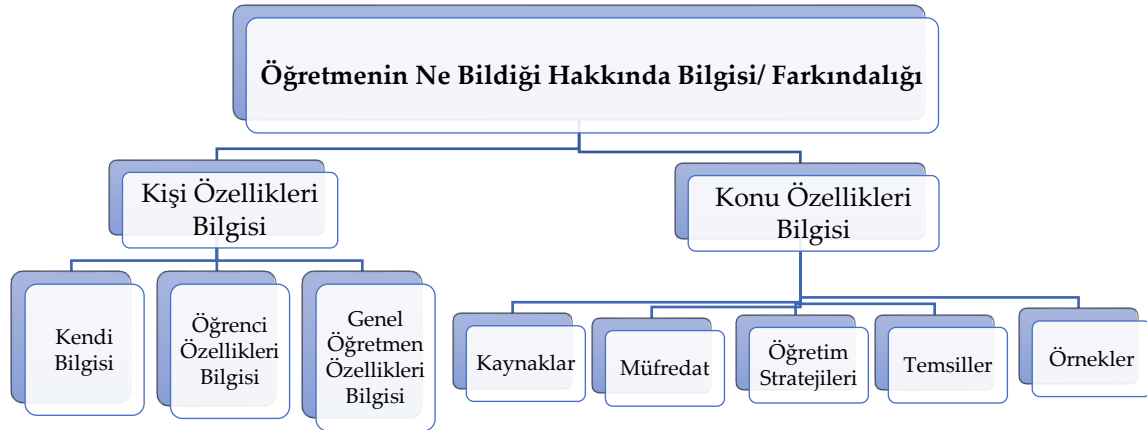 Öğretmenin Ne Bildiği Hakkında Bilgisi/ Farkındalığı
Kişi Özellikleri
Bilgisi
Konu Özellikleri
Bilgisi
Kendi
Bilgisi
Öğrenci
Özellikleri
Bilgisi
Genel
Öğretmen
Özellikleri
Bilgisi
Kaynaklar
Müfredat
Öğretim
Stratejileri
Temsiller
Örnekler